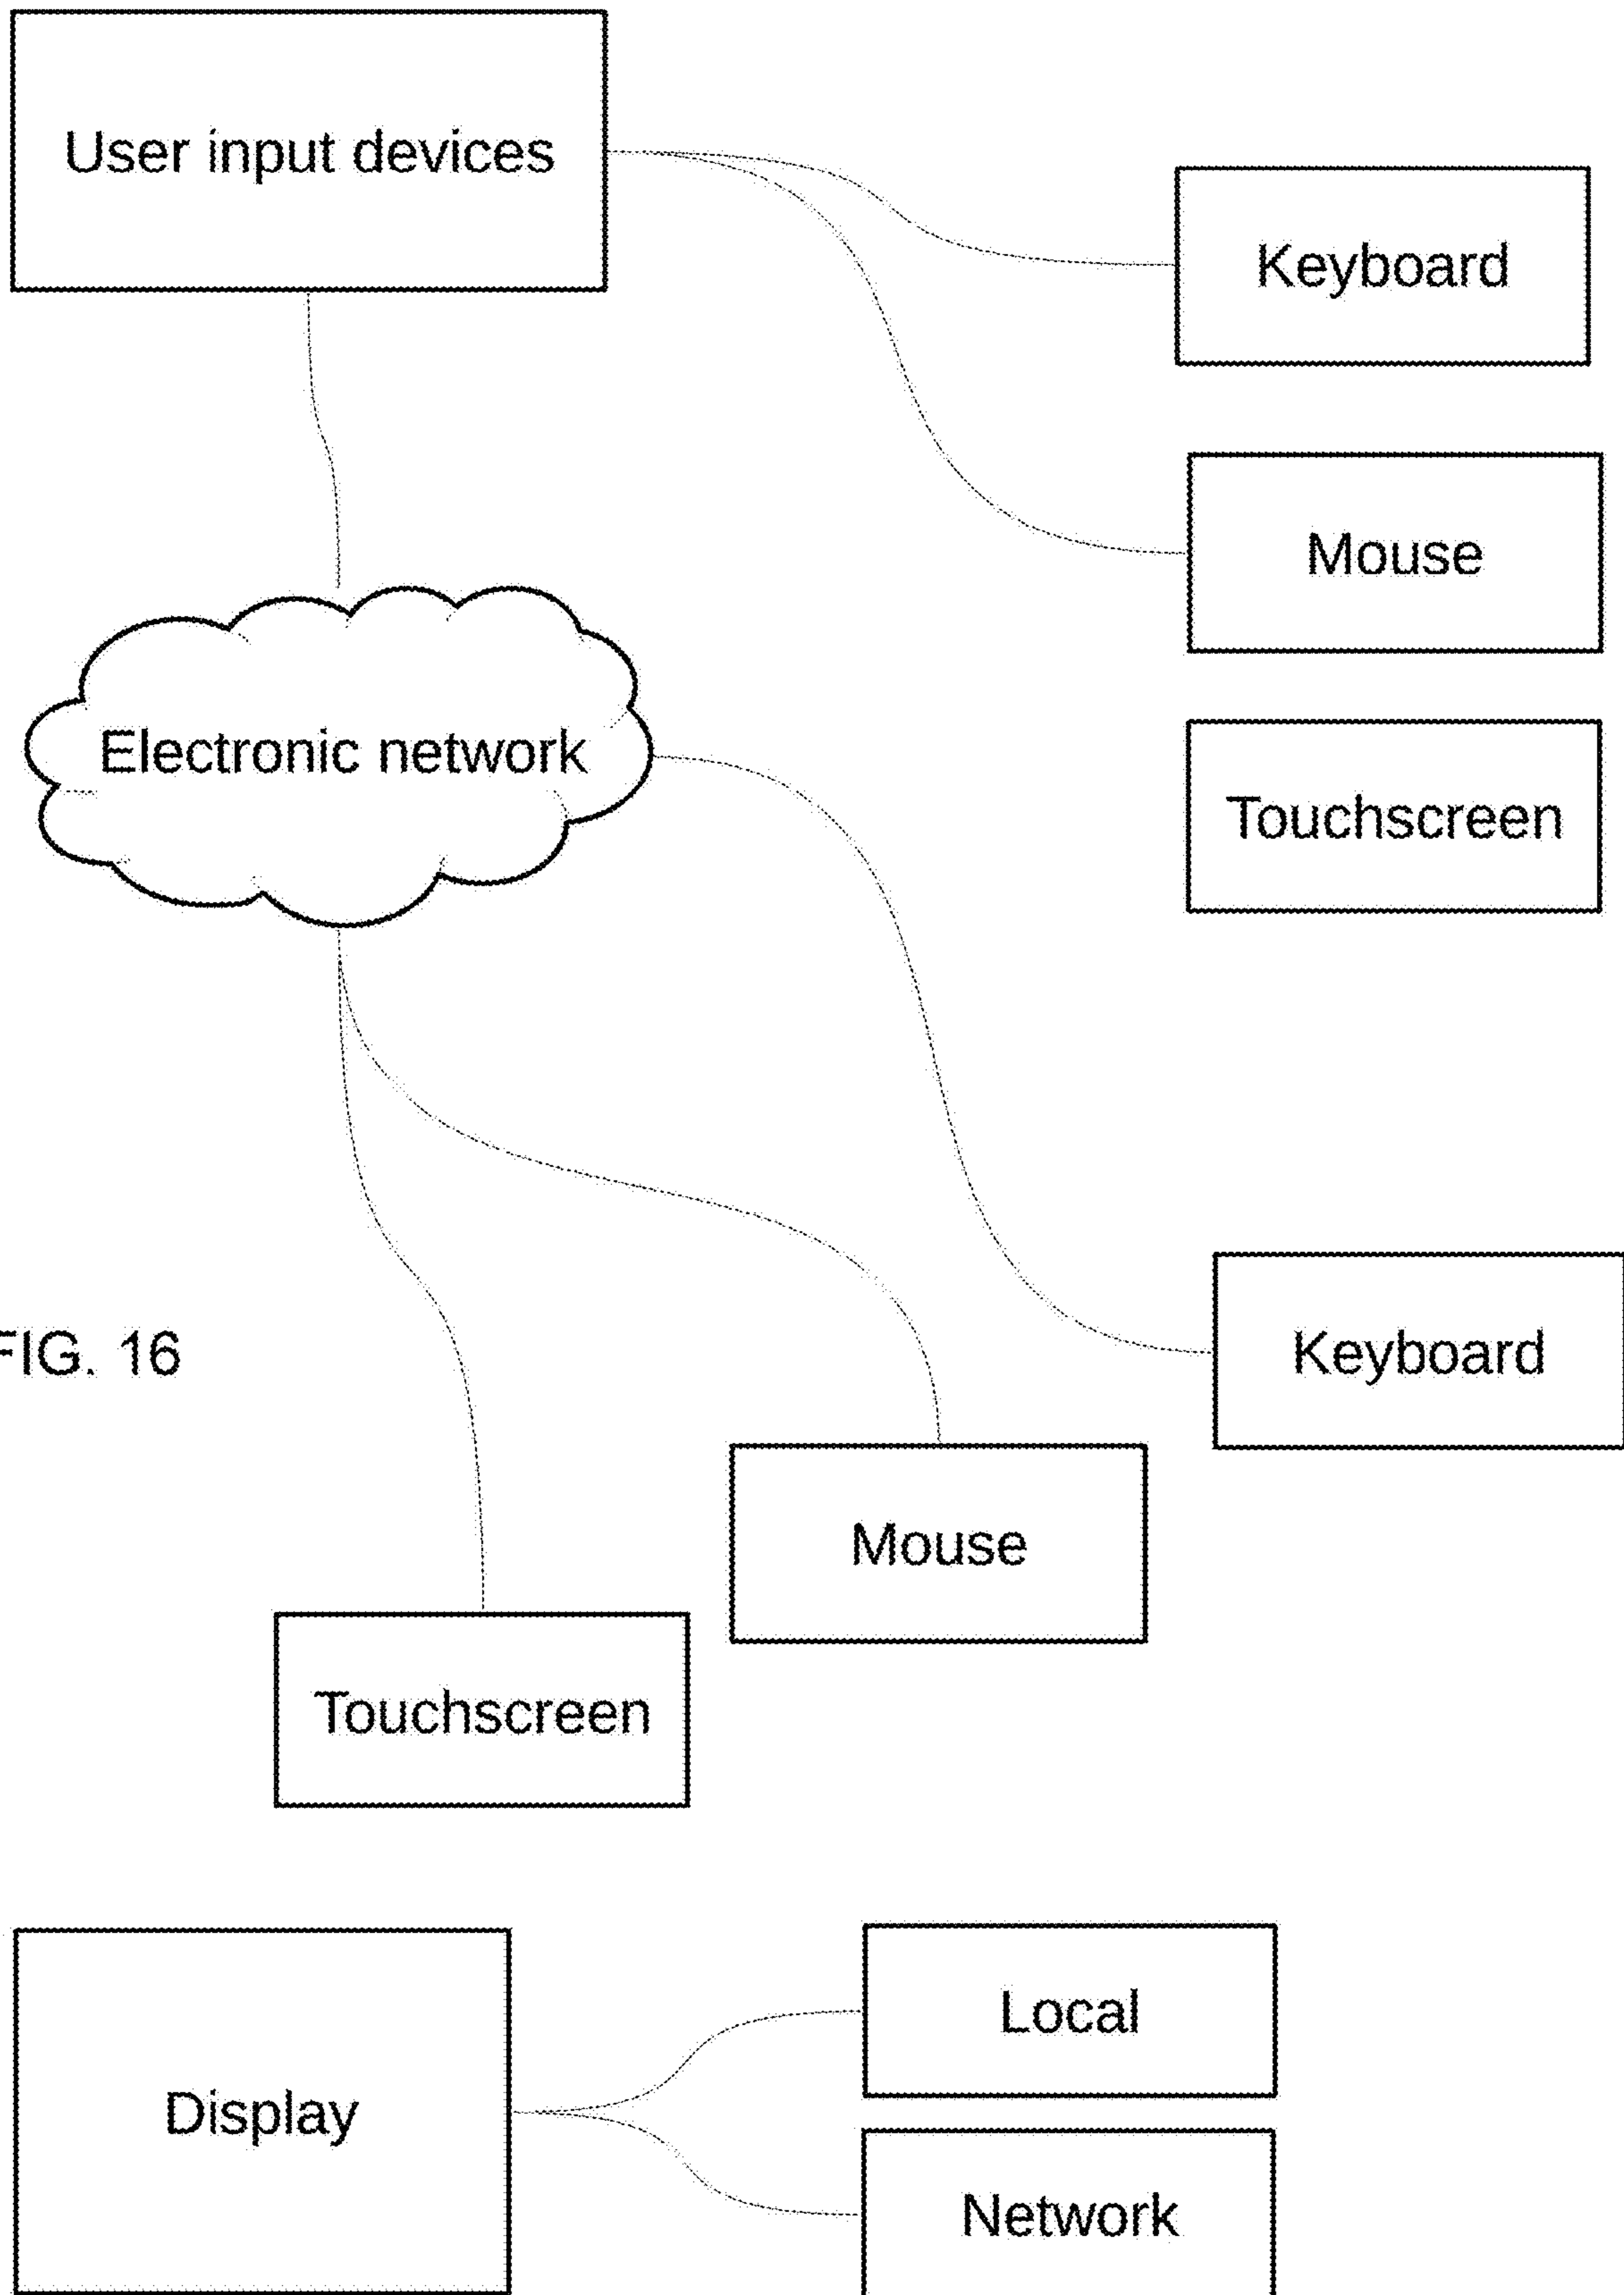 User input devices
Keyboard
Mouse
Electronic network
Touchscreen
FIG. 16
Keyboard
Mouse
Touchscreen
Local
Display
Network